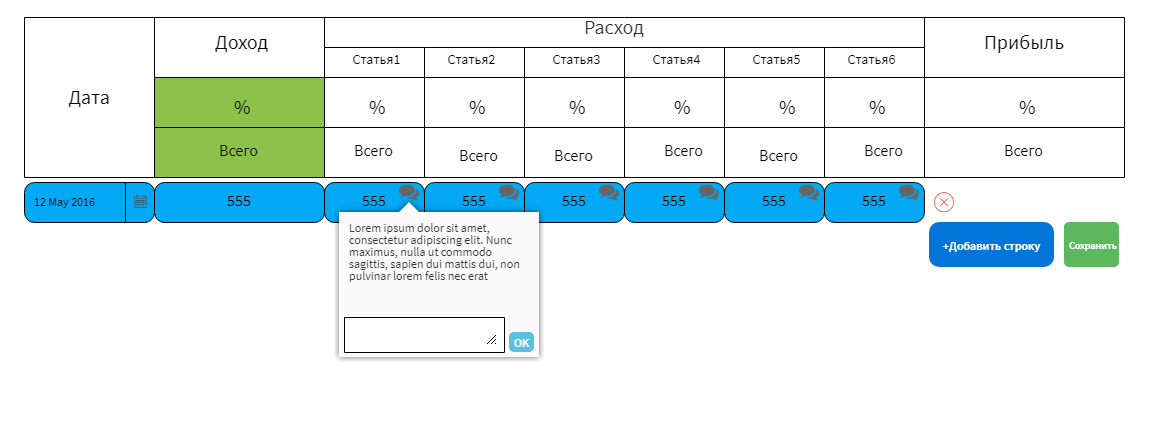 Расход
Доход
Прибыль
Статья1 Статья2 Статья3 Статья4 Статья5 Статья6
Дата
% % % % % % % %
Всего Всего Всего Всего Всего Всего Всего Всего
12 May 2016 555 555 555 555 555 555 555
Lorem ipsum dolor sit amet,
consectetur adipiscing elit. Nunc
maximus, nulla ut commodo
sagittis, sapien dui mattis dui, non
pulvinar lorem felis nec erat
+Добавить строку
Сохранить
OK